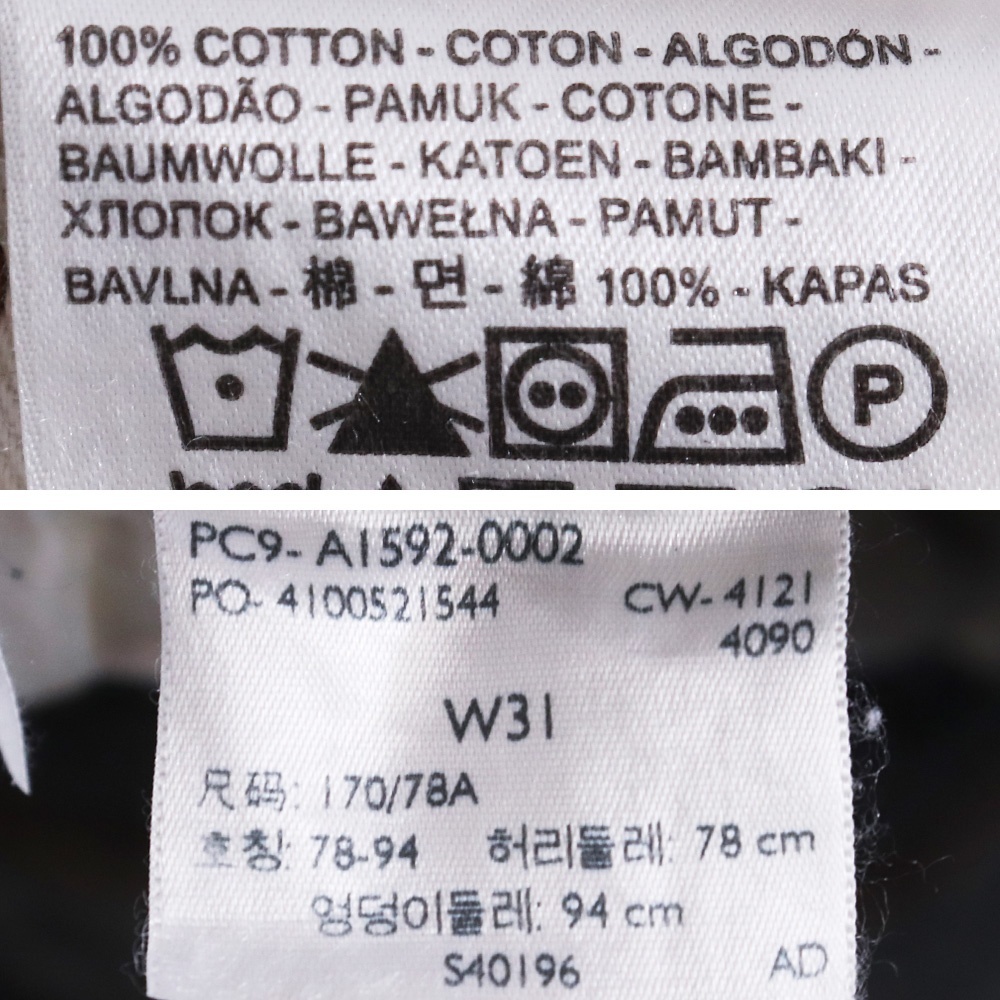 100% COTTON - COTON - ALGODÓN -
ALGODÃO - PAMUK - COTONE -
BAUMWOLLE - KATOEN - BAMBAKI -
ХЛОПОК - BAWEŁNA - PAMUT -
BAVLNA - 棉 - 면 - 綿 100% - KAPAS
P
PC9- A1592-0002
PO- 4100521544 CW- 4121
4090
W31
尺码: 170/78A
호칭: 78-94 허리둘레: 78 cm
엉덩이둘레: 94 cm
S40196 AD